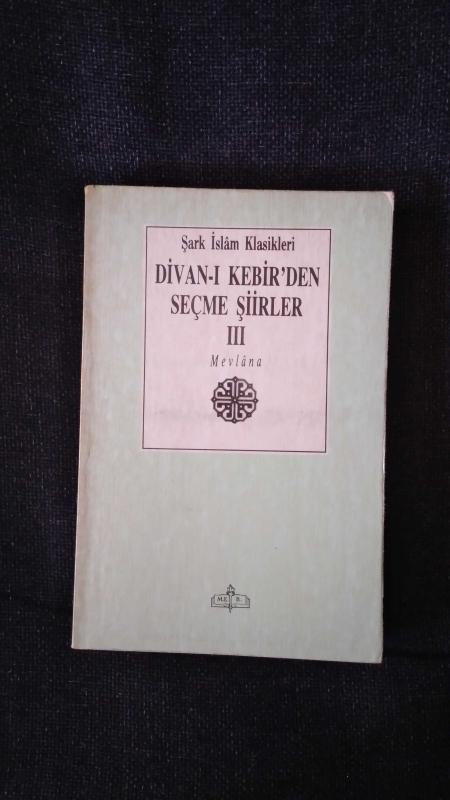 Şark İslâm Klasikleri
DİVAN-I KEBİR'DEN
SEÇME ŞİİRLER
III
Mevlâna
M.E. B.